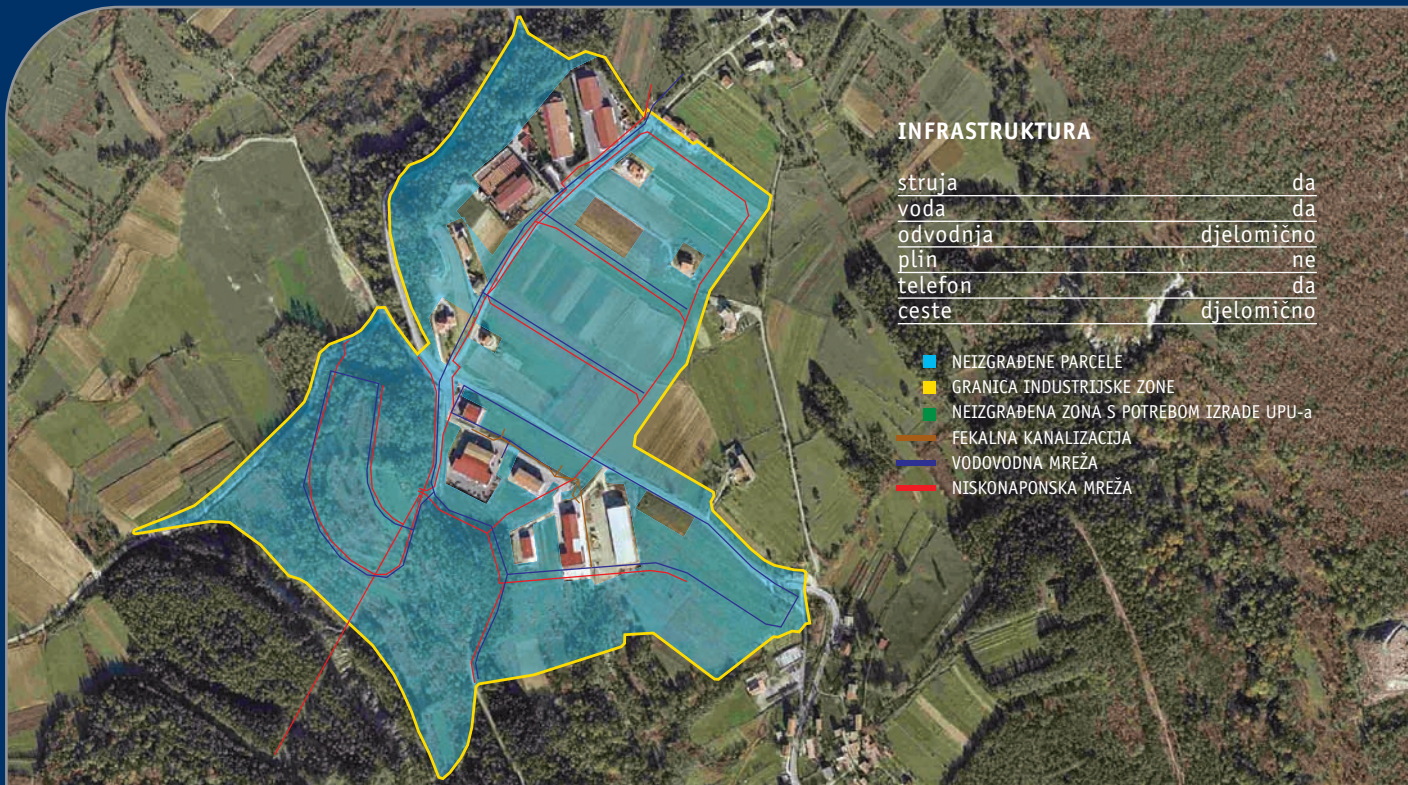 INFRASTRUKTURA
struja da
voda da
odvodnja djelomično
plin ne
telefon da
ceste djelomično
NEIZGRAĐENE PARCELE
GRANICA INDUSTRIJSKE ZONE
NEIZGRAĐENA ZONA S POTREBOM IZRADE UPU-a
FEKALNA KANALIZACIJA
VODOVODNA MREŽA
NISKONAPONSKA MREŽA